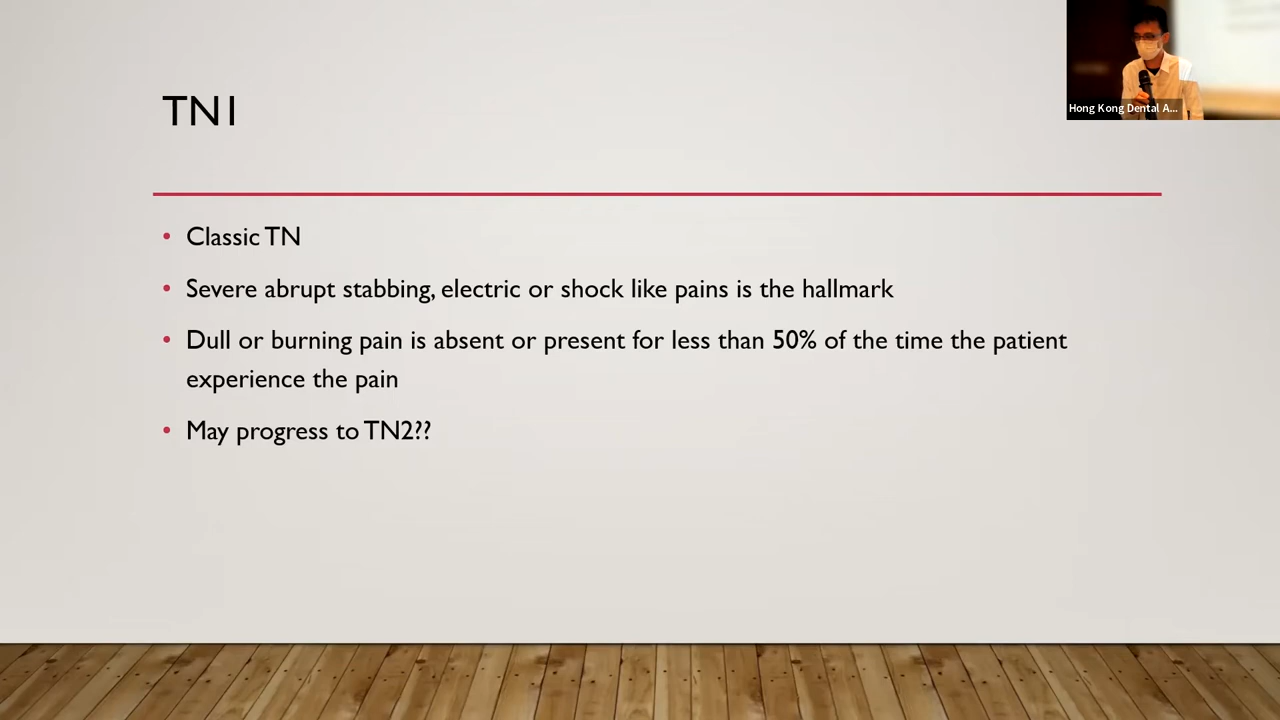 TN1
Hong Kong Dental A...
• Classic TN
• Severe abrupt stabbing, electric or shock like pains is the hallmark
• Dull or burning pain is absent or present for less than 50% of the time the patient
experience the pain
• May progress to TN2??